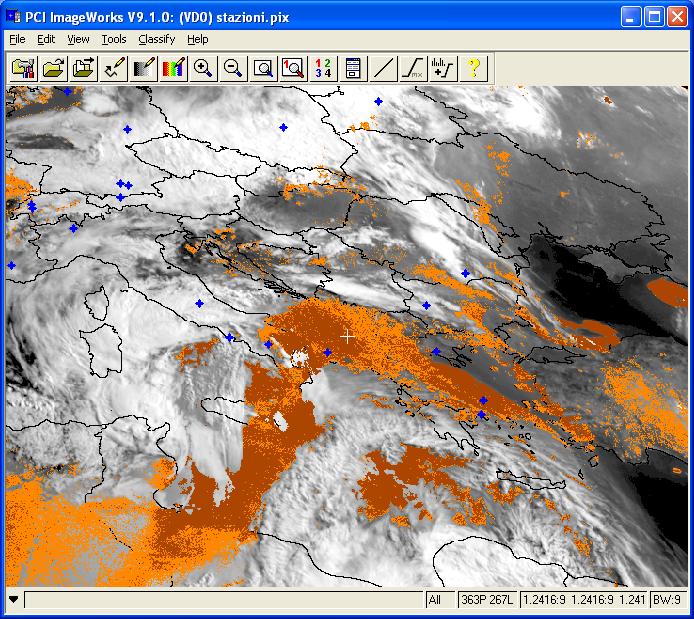 PCI ImageWorks V9.1.0: (VDO) stazioni.pix
File Edit View Tools Classify Help
1 2
3 4
?
All 363P 267L 1.2416:9 1.2416:9 1.241 BW:9